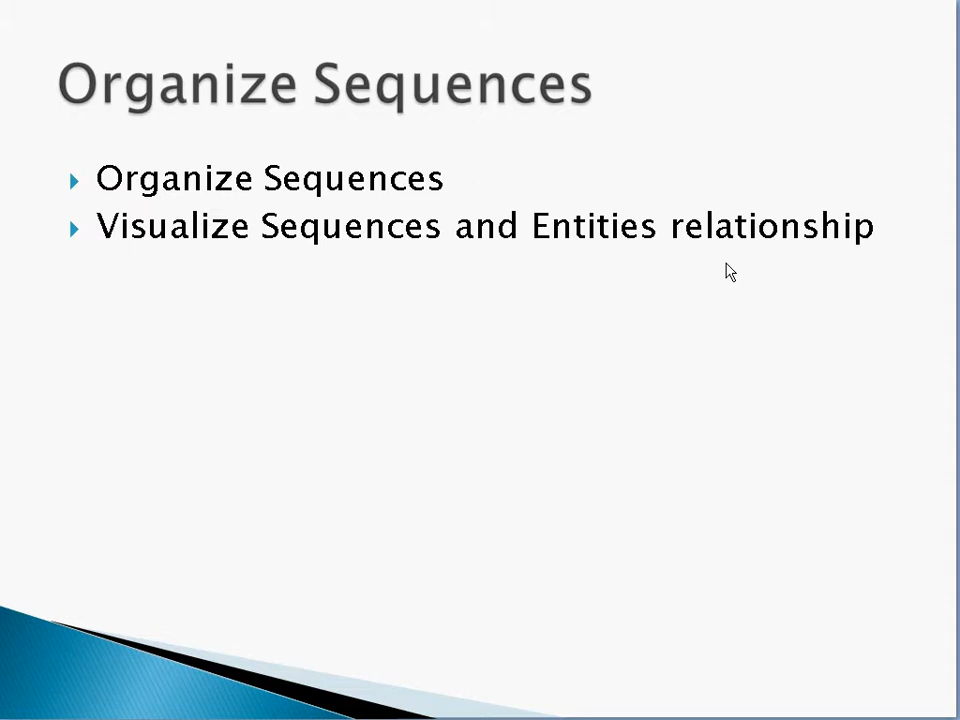 Organize Sequences
Organize Sequences
Visualize Sequences and Entities relationship